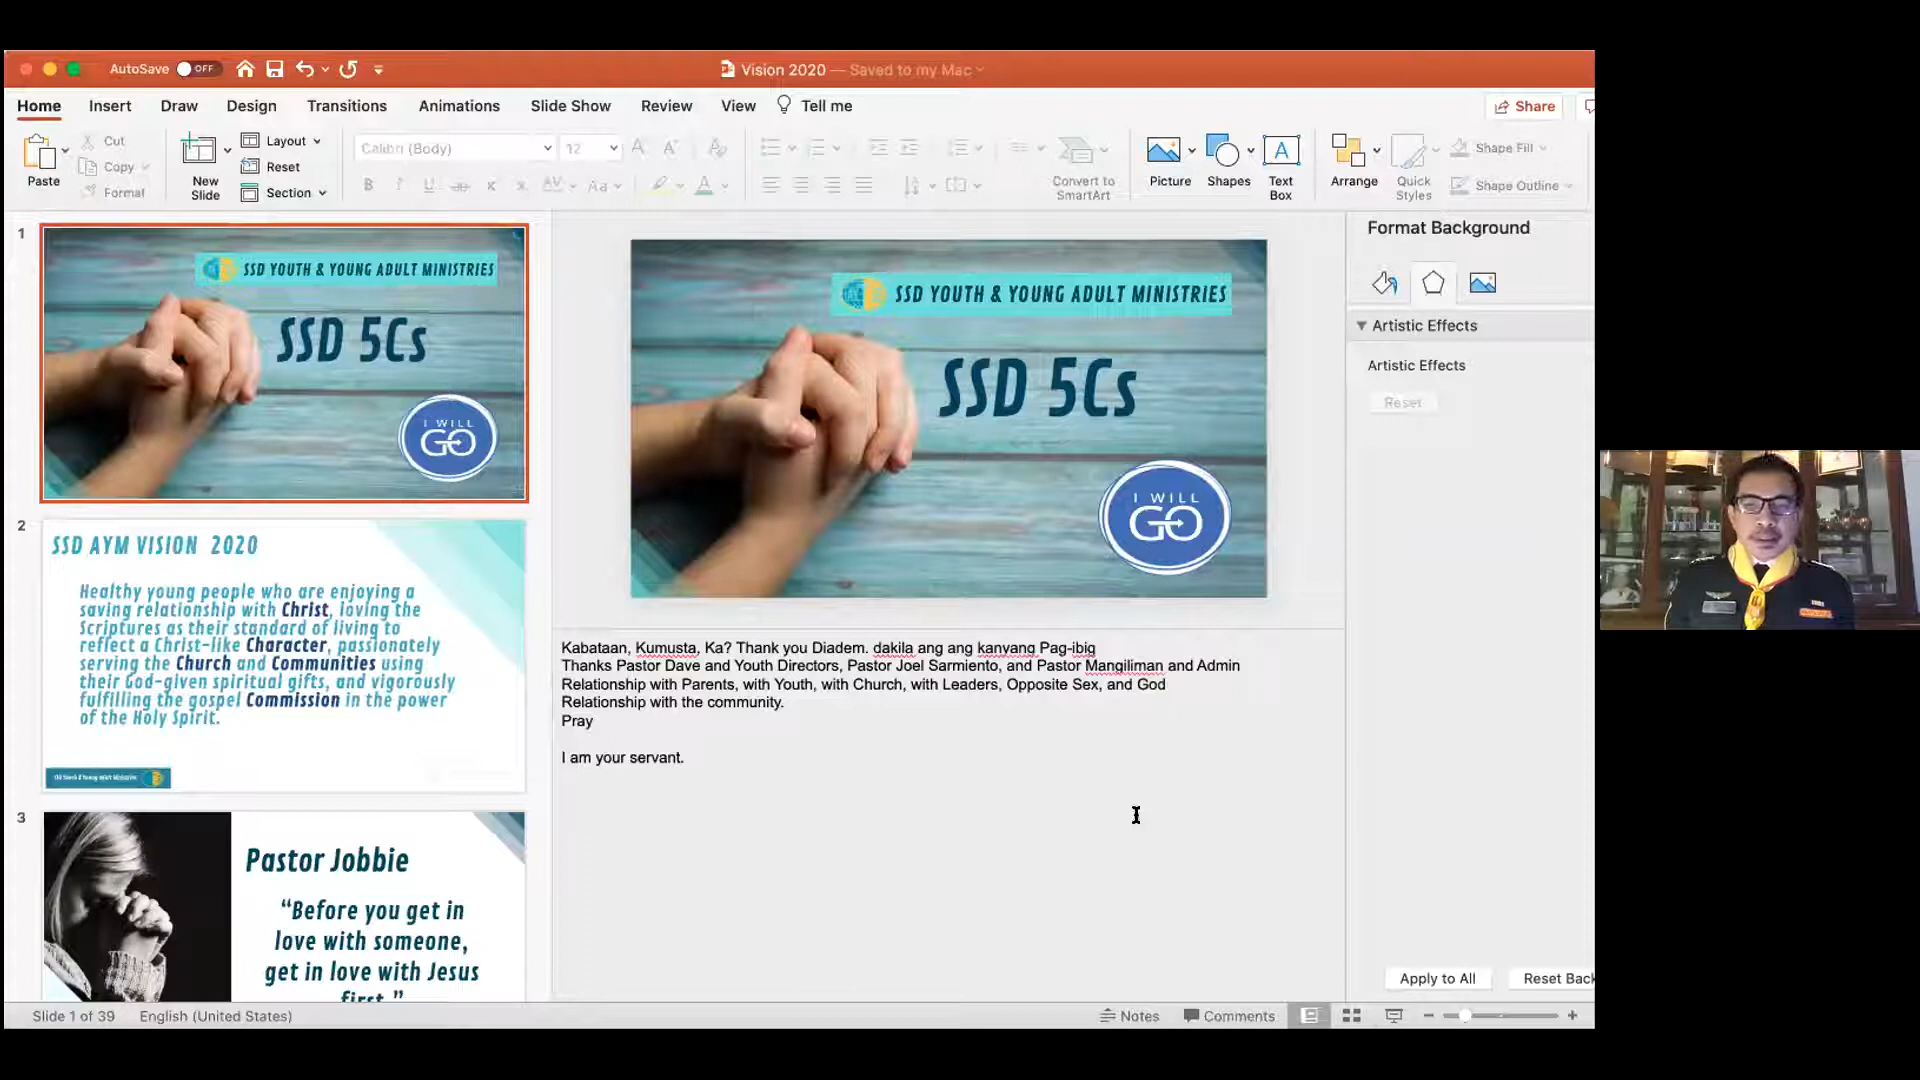 AutoSave OFF
Vision 2020 — Saved to my Mac
Home Insert Draw Design Transitions Animations Slide Show Review View Tell me
Share
Paste
Cut
Copy
Format
New Slide
Layout
Reset
Section
Calibri (Body) 12
Convert to SmartArt
Picture
Shapes
Text Box
Arrange
Quick Styles
Shape Fill
Shape Outline
1
SSD YOUTH & YOUNG ADULT MINISTRIES
SSD 5Cs
I WILL
GO
2
SSD AYM VISION 2020
Healthy young people who are enjoying a
saving relationship with Christ, loving the
Scriptures as their standard of living to
reflect a Christ-like Character, passionately
serving the Church and Communities using
their God-given spiritual gifts, and vigorously
fulfilling the gospel Commission in the power
of the Holy Spirit.
SSD Youth & Young Adult Ministries
3
Pastor Jobbie
“Before you get in
love with someone,
get in love with Jesus
first.”
SSD YOUTH & YOUNG ADULT MINISTRIES
SSD 5Cs
I WILL
GO
Kabataan, Kumusta, Ka? Thank you Diadem. dakila ang ang kanyang Pag-ibig
Thanks Pastor Dave and Youth Directors, Pastor Joel Sarmiento, and Pastor Mangiliman and Admin
Relationship with Parents, with Youth, with Church, with Leaders, Opposite Sex, and God
Relationship with the community.
Pray
I am your servant.
Format Background
Artistic Effects
Artistic Effects
Reset
Apply to All
Reset Back
Slide 1 of 39
English (United States)
Notes
Comments